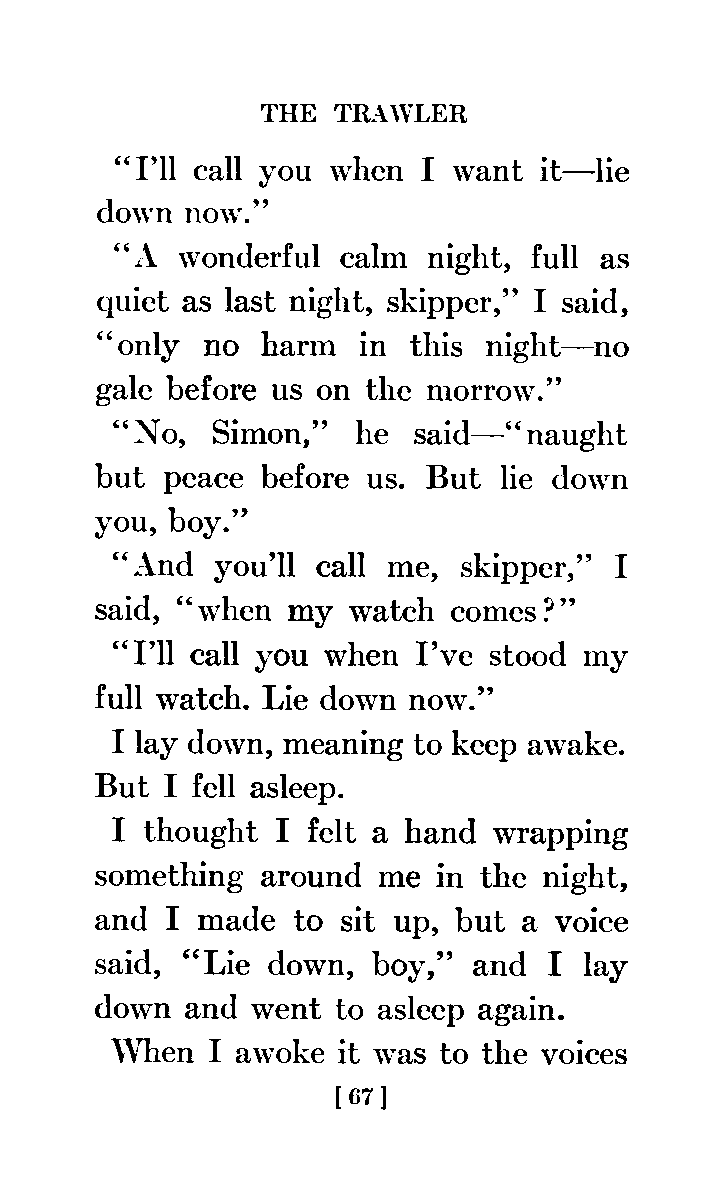 THE TRAWLER
“I’ll call you when I want it—lie
down now.”
“A wonderful calm night, full as
quiet as last night, skipper,” I said,
“only no harm in this night—no
gale before us on the morrow.”
“No, Simon,” he said—“naught
but peace before us. But lie down
you, boy.”
“And you’ll call me, skipper,” I
said, “when my watch comes?”
“I’ll call you when I’ve stood my
full watch. Lie down now.”
I lay down, meaning to keep awake.
But I fell asleep.
I thought I felt a hand wrapping
something around me in the night,
and I made to sit up, but a voice
said, “Lie down, boy,” and I lay
down and went to asleep again.
When I awoke it was to the voices
[ 67 ]